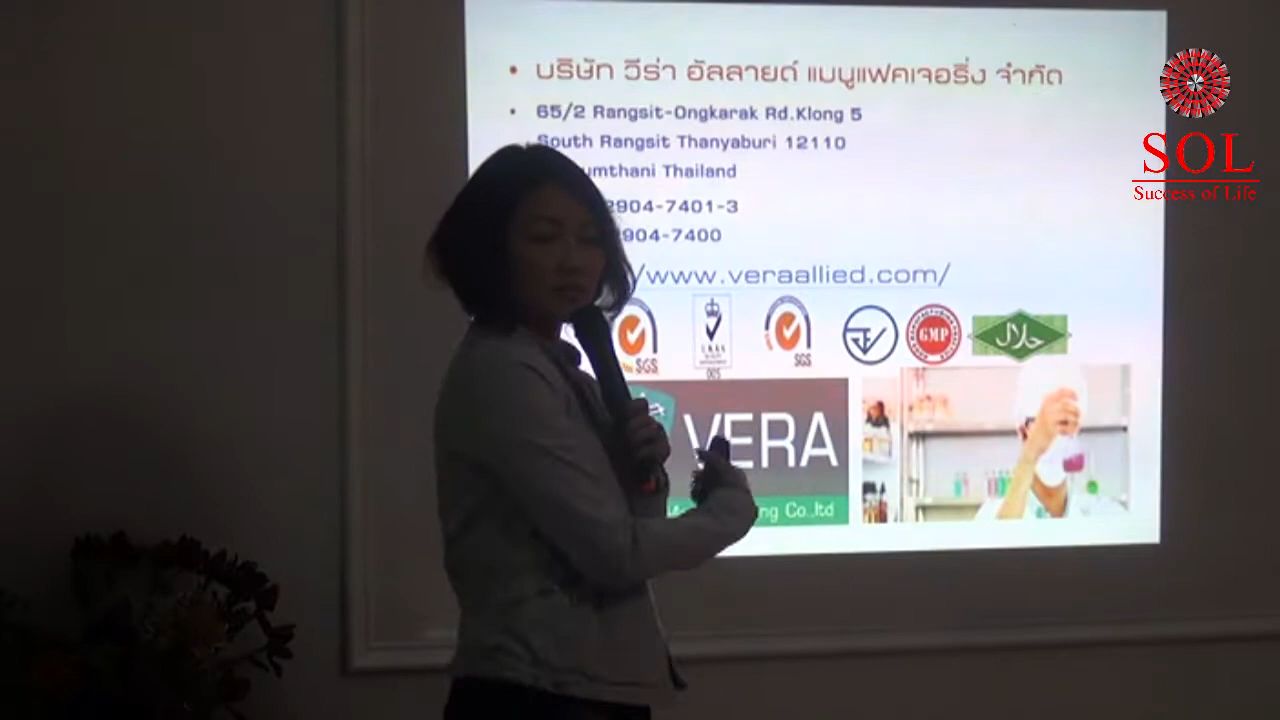 • บริษัท วีร่า อัลลายด์ แมนูแฟคเจอริ่ง จำกัด
• 65/2 Rangsit-Ongkarak Rd.Klong 5
South Rangsit Thanyaburi 12110
Thailand
2904-7401-3
904-7400
/www.veraallied.com/
SGS
UKAS
005
SGS
GMP
حلال
VERA
Co.,ltd
SOL
Success of Life